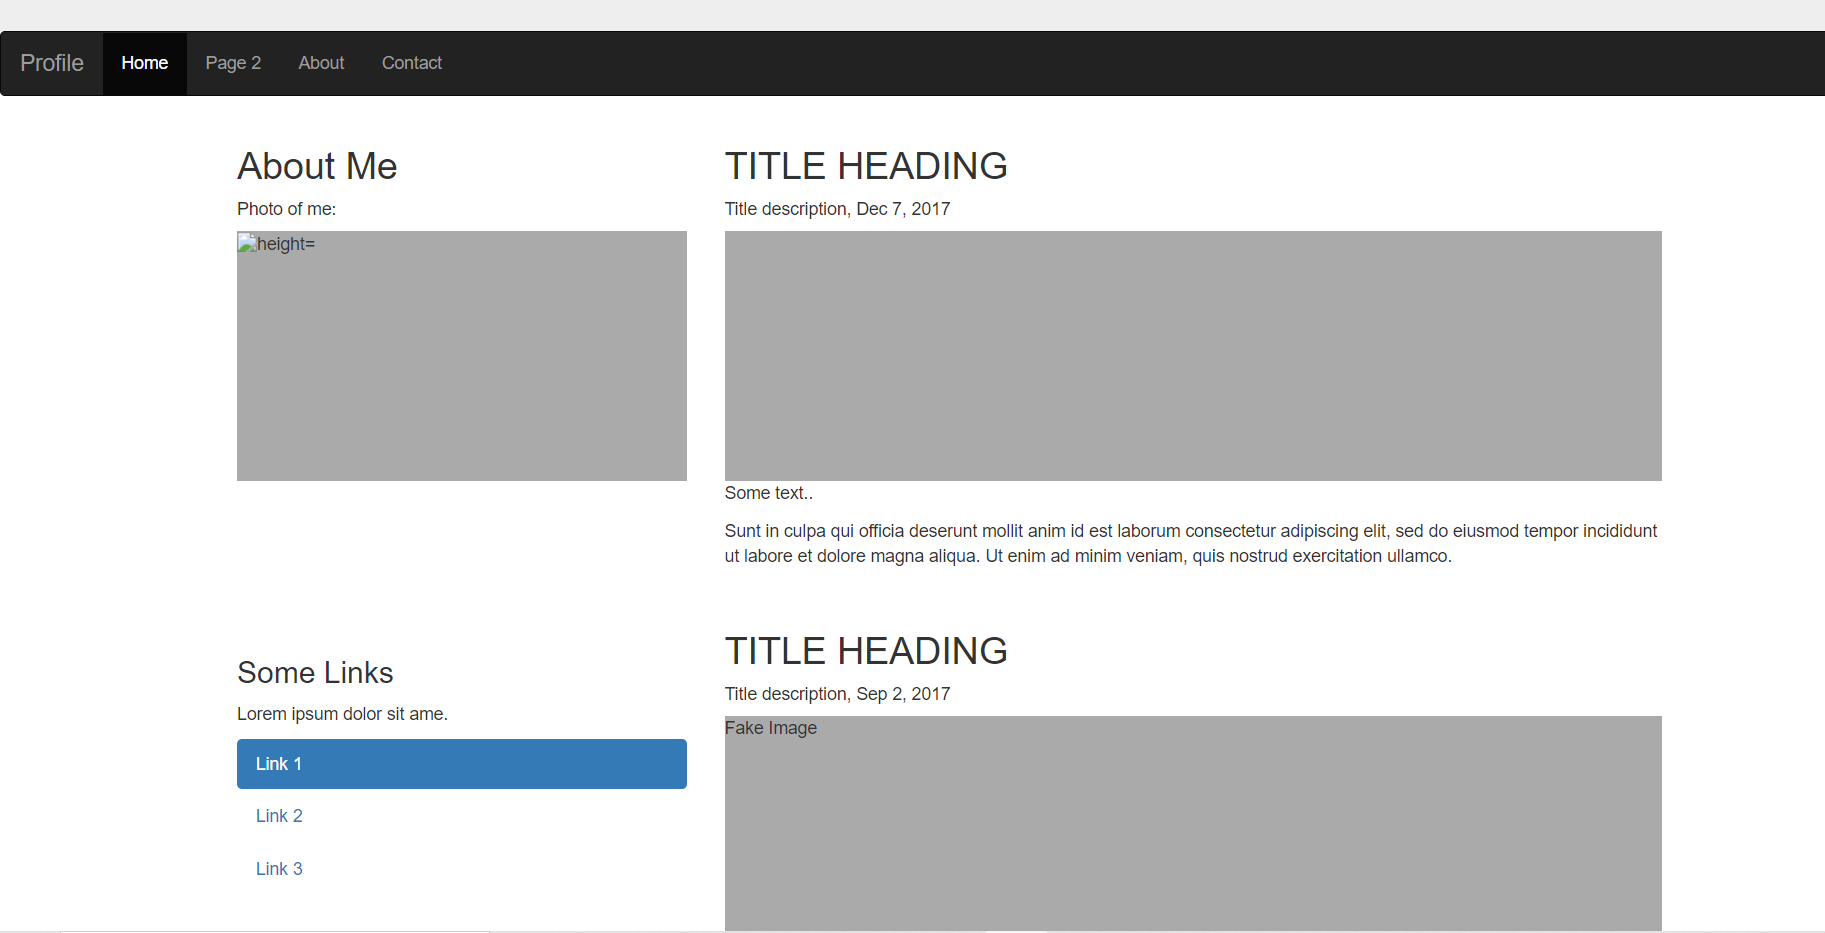 Profile Home Page 2 About Contact
About Me
Photo of me:
height=
Some Links
Lorem ipsum dolor sit ame.
Link 1
Link 2
Link 3
TITLE HEADING
Title description, Dec 7, 2017
Some text..
Sunt in culpa qui officia deserunt mollit anim id est laborum consectetur adipiscing elit, sed do eiusmod tempor incididunt
ut labore et dolore magna aliqua. Ut enim ad minim veniam, quis nostrud exercitation ullamco.
TITLE HEADING
Title description, Sep 2, 2017
Fake Image